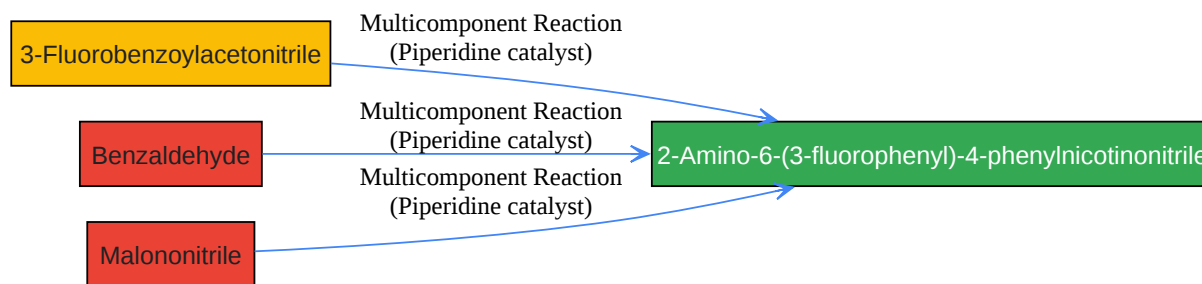 3-Fluorobenzoylacetonitrile
Multicomponent Reaction
(Piperidine catalyst)
Benzaldehyde
Multicomponent Reaction
(Piperidine catalyst)
Malononitrile
Multicomponent Reaction
(Piperidine catalyst)
2-Amino-6-(3-fluorophenyl)-4-phenylnicotinonitrile